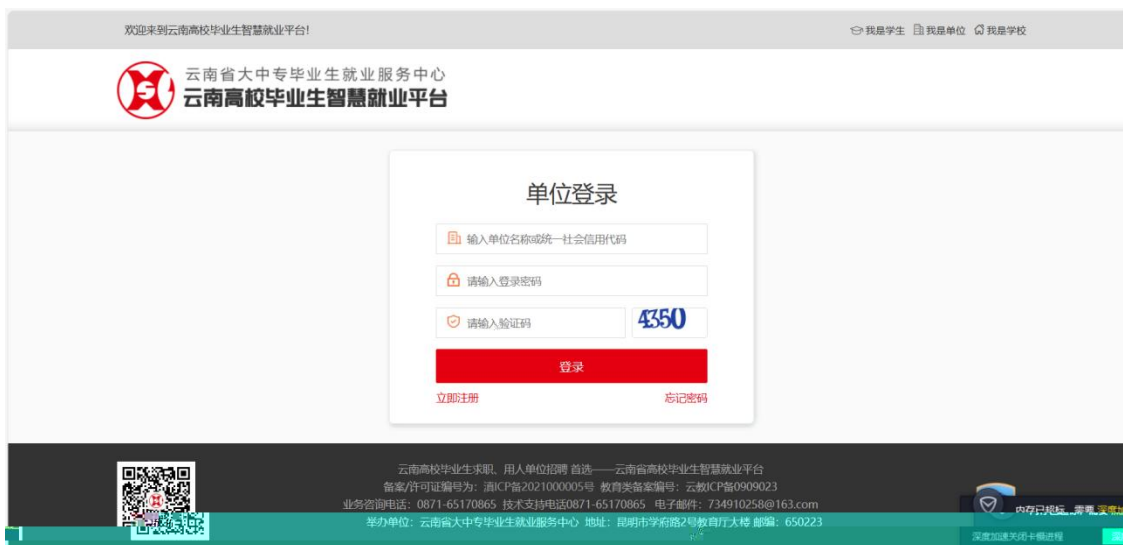 欢迎来到云南高校毕业生智慧就业平台!
我是学生 我是单位 我是学校
云南省大中专毕业生就业服务中心
云南高校毕业生智慧就业平台
单位登录
输入单位名称或统一社会信用代码
请输入登录密码
请输入验证码
4350
登录
立即注册 忘记密码
云南高校毕业生求职、用人单位招聘 首选——云南省高校毕业生智慧就业平台
备案/许可证编号为:滇ICP备2021000005号 教育类备案编号:云教ICP备0909023
业务咨询电话:0871-65170865 技术支持电话0871-65170865 电子邮件:734910258@163.com
举办单位:云南省大中专毕业生就业服务中心 地址:昆明市学府路2号教育厅大楼 邮编:650223
内存已超标,需要 深度加
深度加速关闭卡慢进程